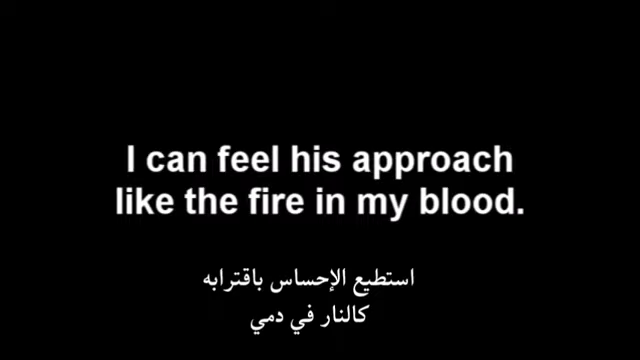 I can feel his approach
like the fire in my blood.
استطيع الإحساس باقترابه
كالنار في دمي